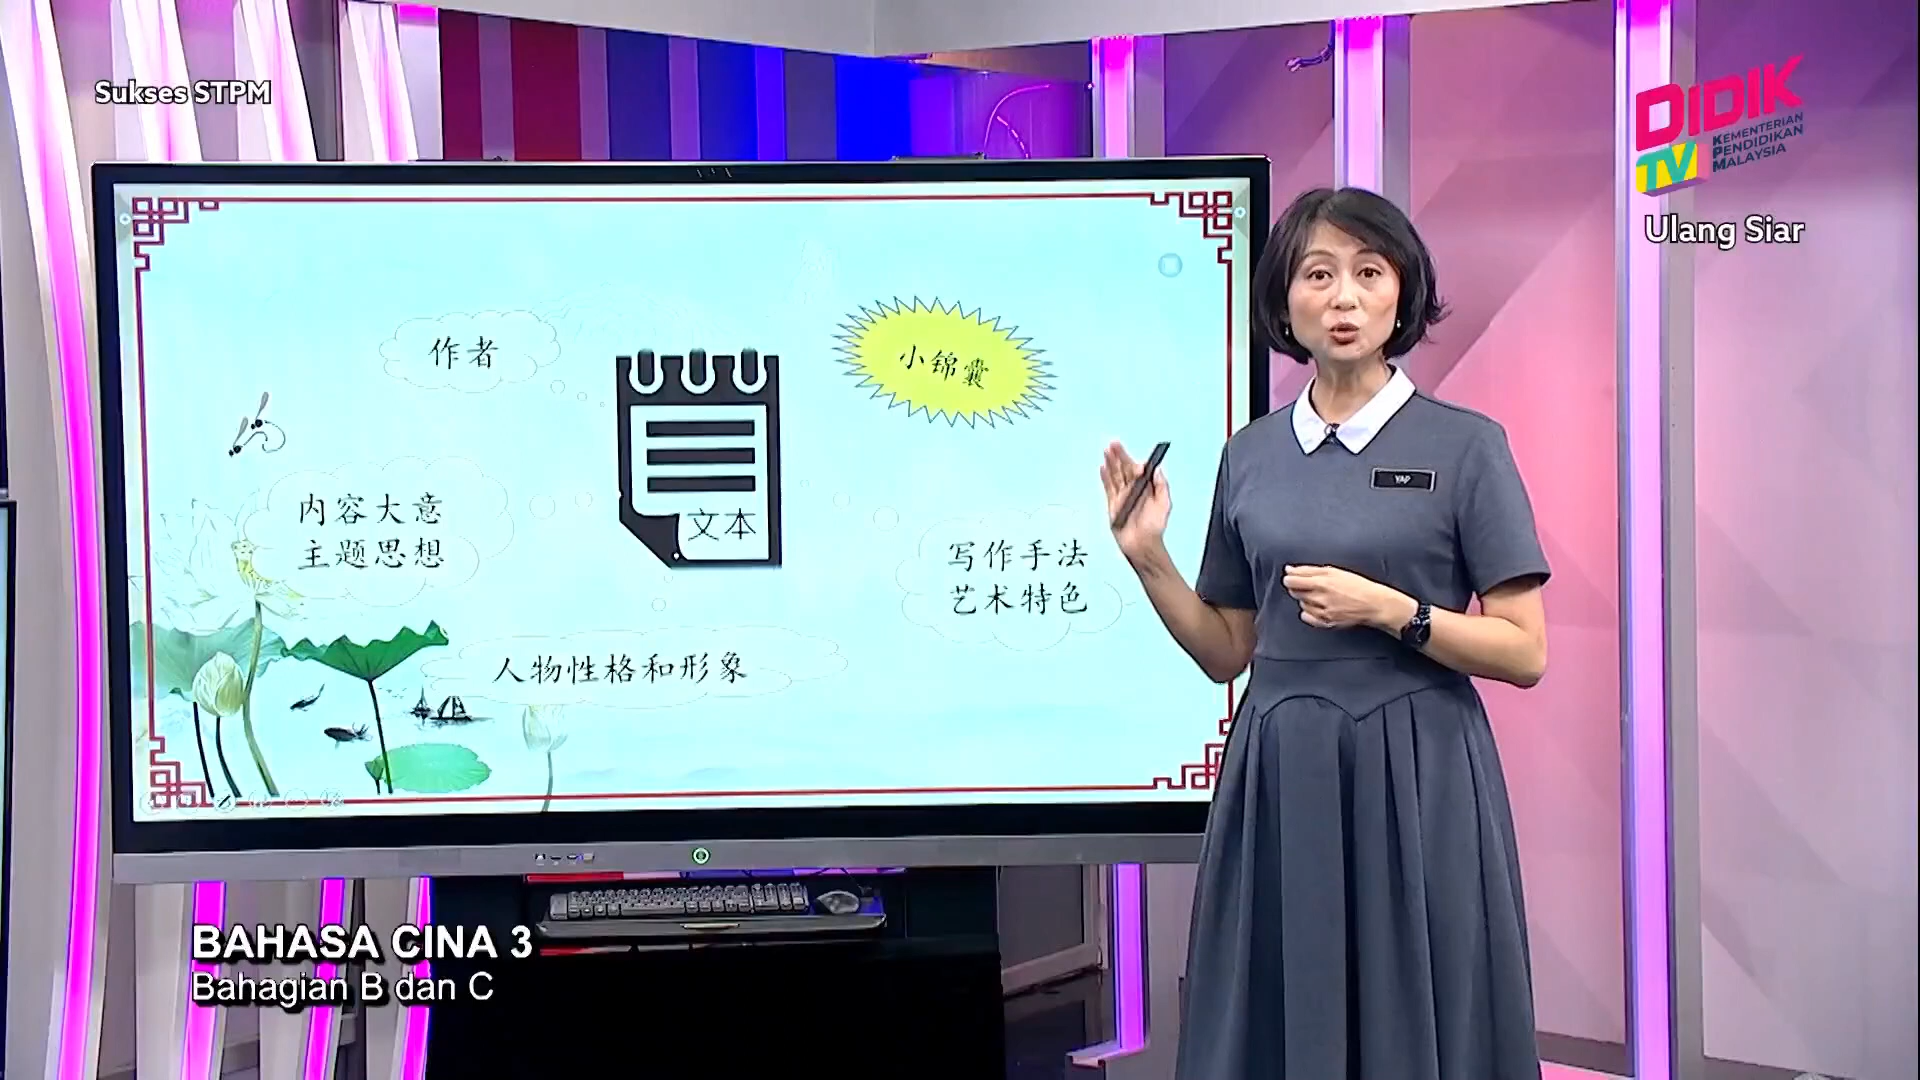 Sukses STPM
DIDIK
TV
KEMENTERIAN
PENDIDIKAN
MALAYSIA
Ulang Siar
作者
小锦囊
内容大意
主题思想
文本
写作手法
艺术特色
人物性格和形象
YAP
BAHASA CINA 3
Bahagian B dan C